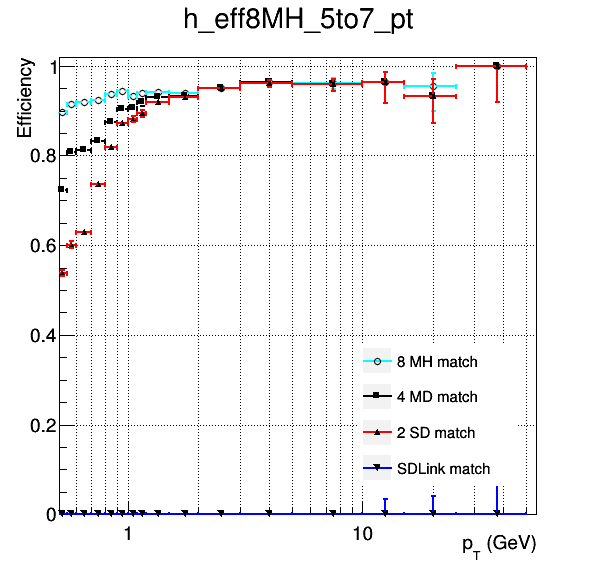 h_eff8MH_5to7_pt
Efficiency
1
0.8
0.6
0.4
0.2
0
8 MH match
4 MD match
2 SD match
SDLink match
1
10
p_T (GeV)